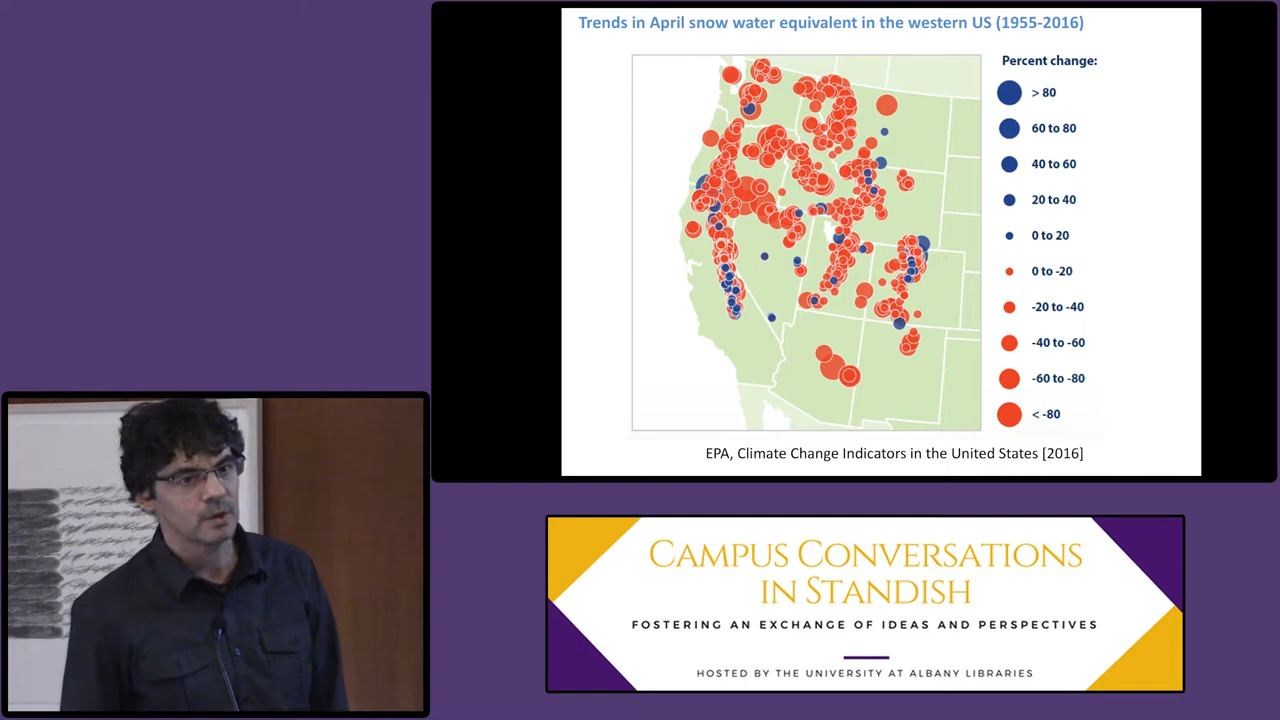 Trends in April snow water equivalent in the western US (1955-2016)
Percent change:
> 80
60 to 80
40 to 60
20 to 40
0 to 20
0 to -20
-20 to -40
-40 to -60
-60 to -80
< -80
EPA, Climate Change Indicators in the United States [2016]
CAMPUS CONVERSATIONS
IN STANDISH
FOSTERING AN EXCHANGE OF IDEAS AND PERSPECTIVES
HOSTED BY THE UNIVERSITY AT ALBANY LIBRARIES